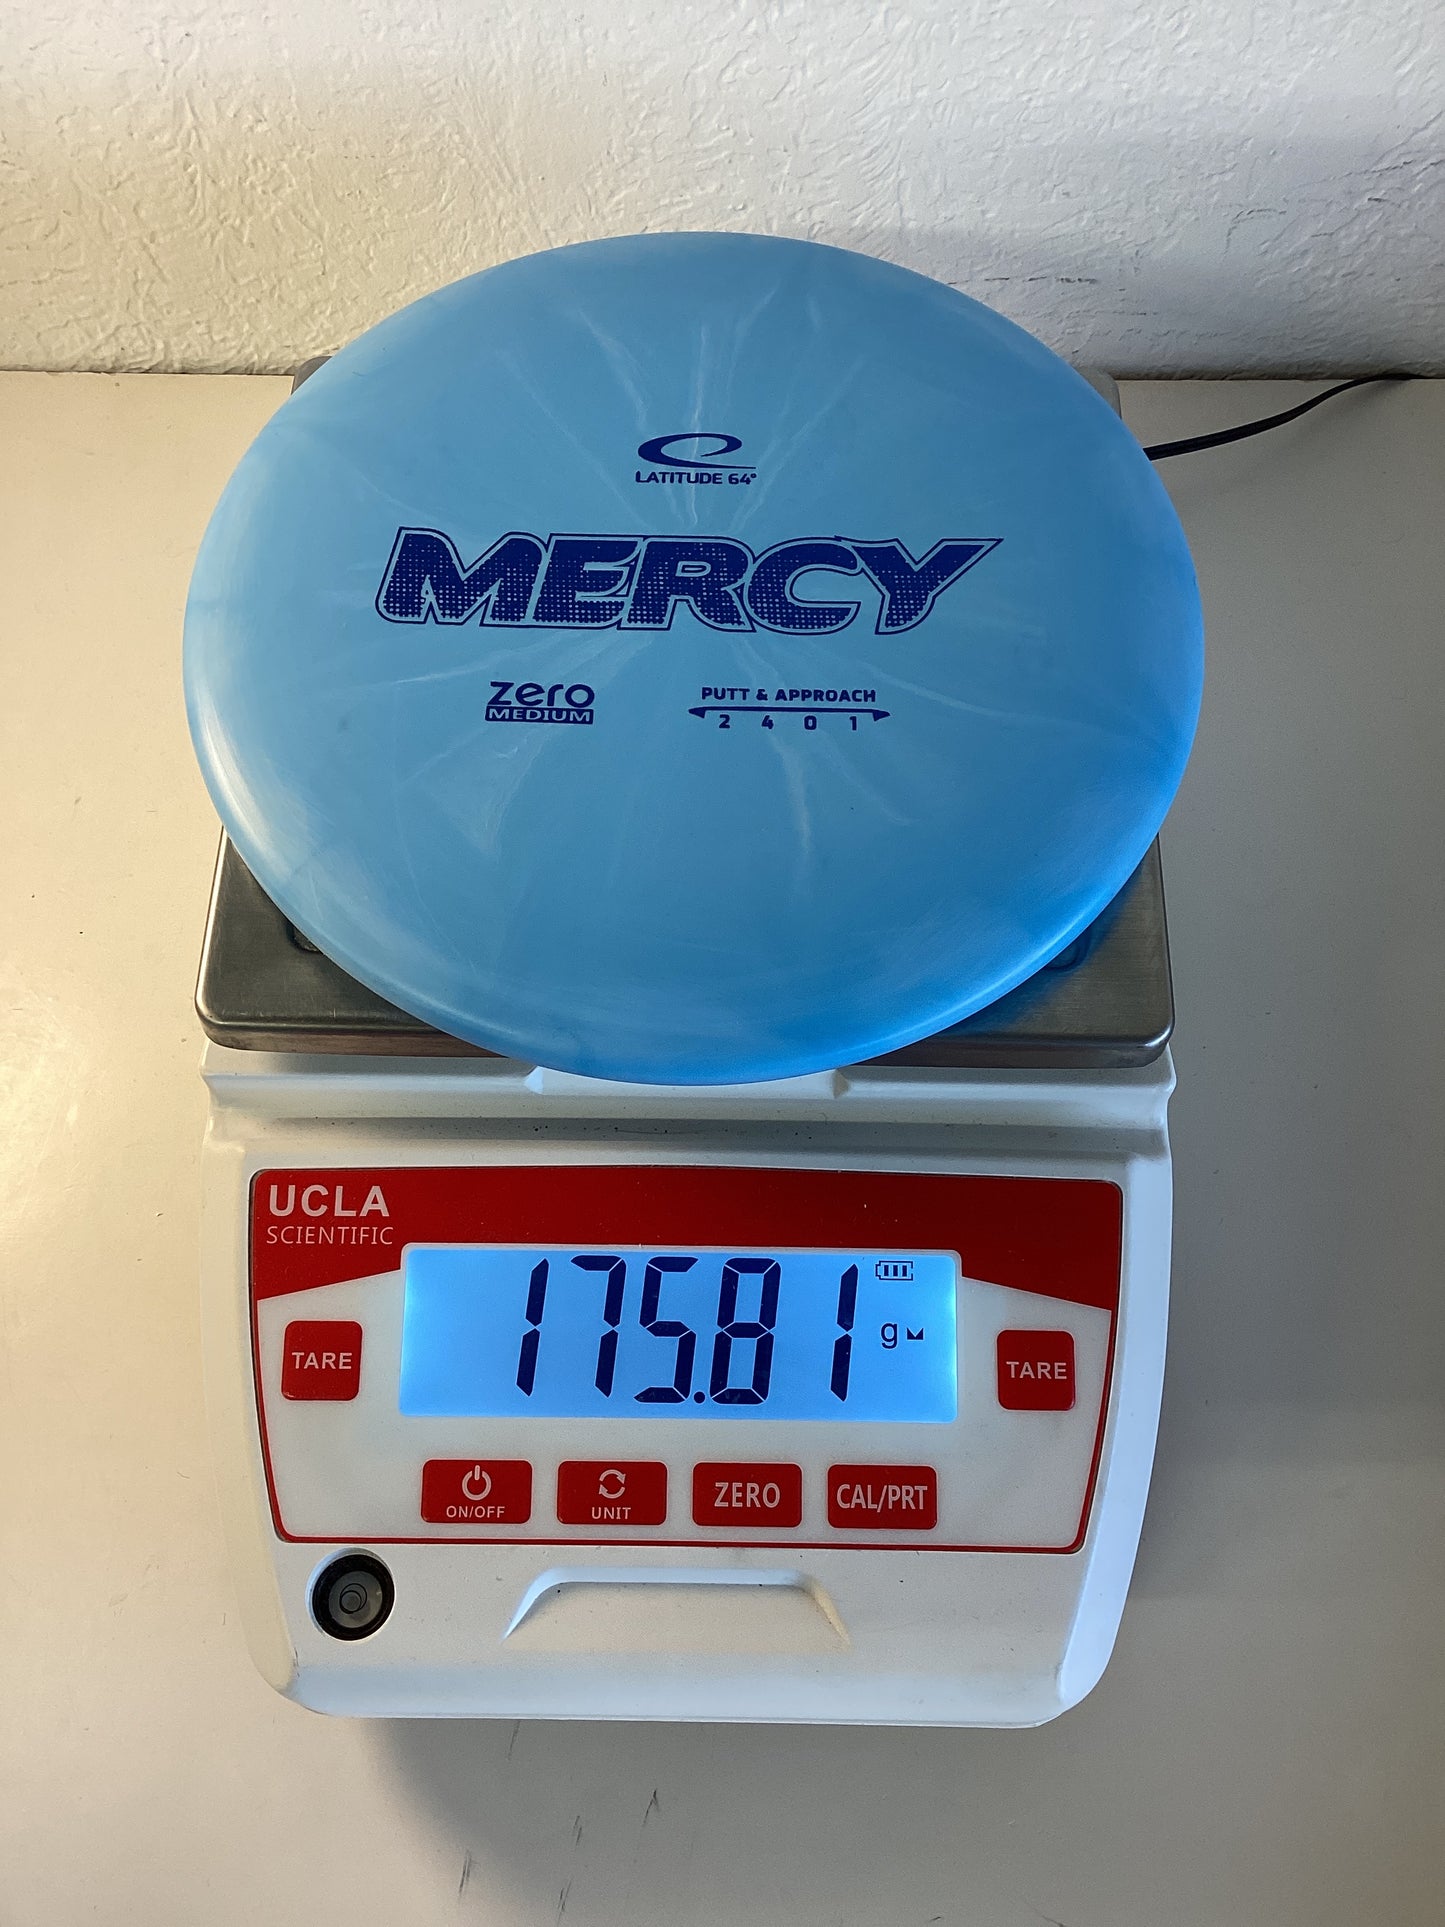 LATITUDE 64°
MERCY
zero MEDIUM
PUTT & APPROACH
2 4 0 1
UCLA
SCIENTIFIC
175.81 g
TARE
TARE
ON/OFF
UNIT
ZERO
CAL/PRT